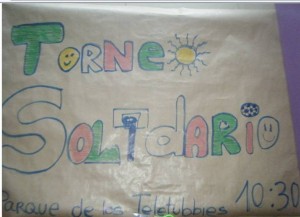 Torneo
Solidario
Parque de los Teletubbies 10:30